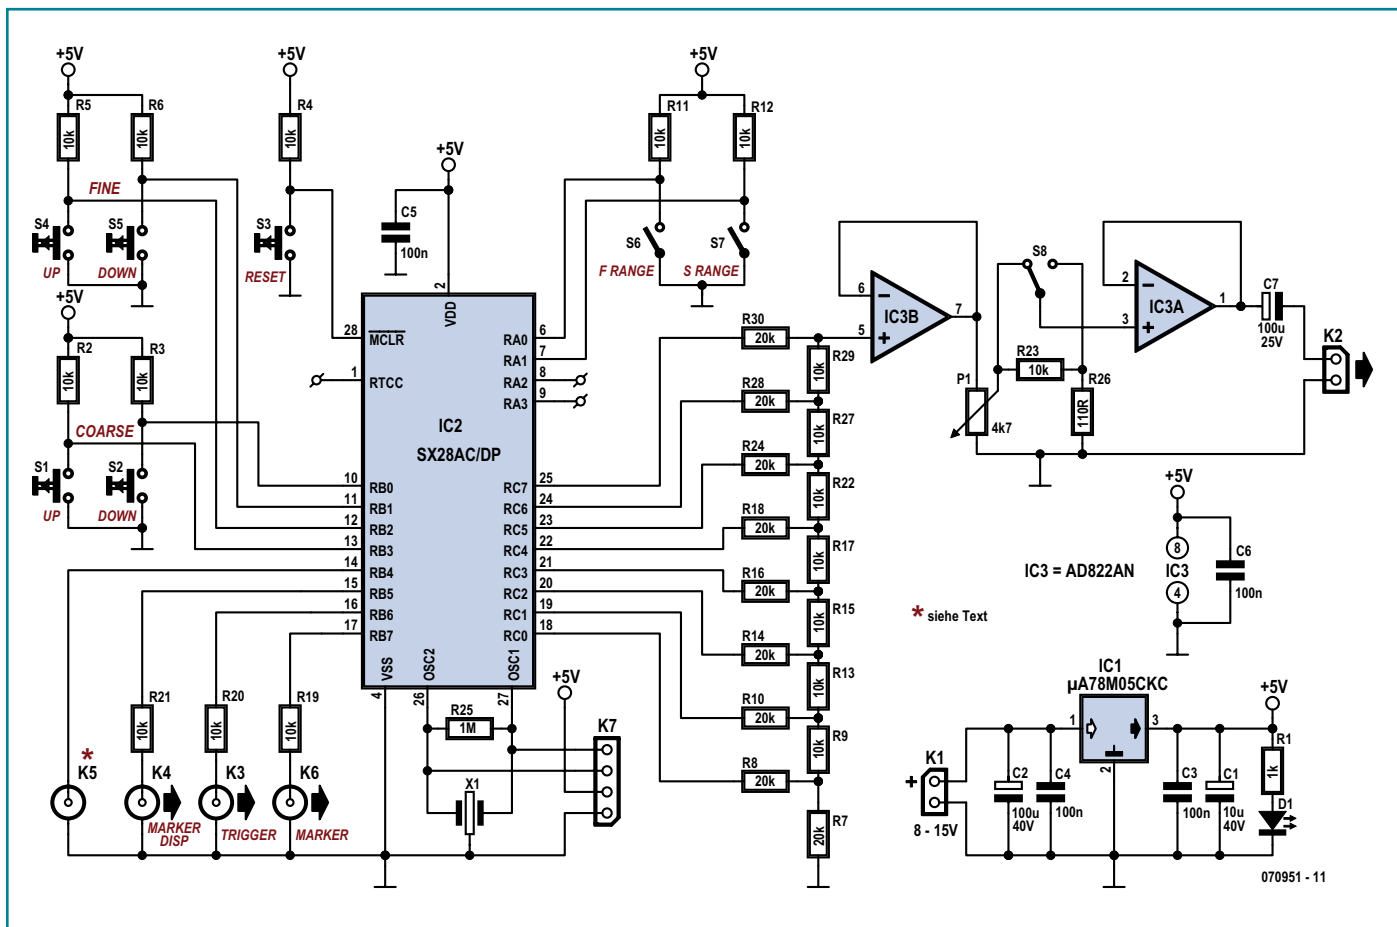 +5V
+5V
+5V
R5
10k
R6
10k
R4
10k
R11
10k
R12
10k
+5V
FINE
S4
UP
S5
DOWN
S3
RESET
C5
100n
S6
F RANGE
S7
S RANGE
+5V
R2
10k
R3
10k
COARSE
S1
UP
S2
DOWN
2
VDD
28
MCLR
1
RTCC
IC2
SX28AC/DP
10
RB0
11
RB1
12
RB2
13
RB3
14
RB4
15
RB5
16
RB6
17
RB7
RA0
6
RA1
7
RA2
8
RA3
9
RC7
25
RC6
24
RC5
23
RC4
22
RC3
21
RC2
20
RC1
19
RC0
18
VSS
4
OSC2
26
OSC1
27
R25
1M
X1
+5V
K7
R21
10k
R20
10k
R19
10k
*
K5
K4
MARKER
DISP
K3
TRIGGER
K6
MARKER
R30
20k
R29
10k
R28
20k
R27
10k
R24
20k
R22
10k
R18
20k
R17
10k
R16
20k
R15
10k
R14
20k
R13
10k
R10
20k
R9
10k
R8
20k
R7
20k
6
−
5
+
IC3B
7
P1
4k7
S8
R23
10k
R26
110R
2
−
3
+
IC3A
1
C7
100u
25V
K2
+5V
8
IC3
4
C6
100n
IC3 = AD822AN
* siehe Text
IC1
µA78M05CKC
1
3
2
+5V
K1
+
8 - 15V
C2
100u
40V
C4
100n
C3
100n
C1
10u
40V
R1
1k
D1
070951 - 11